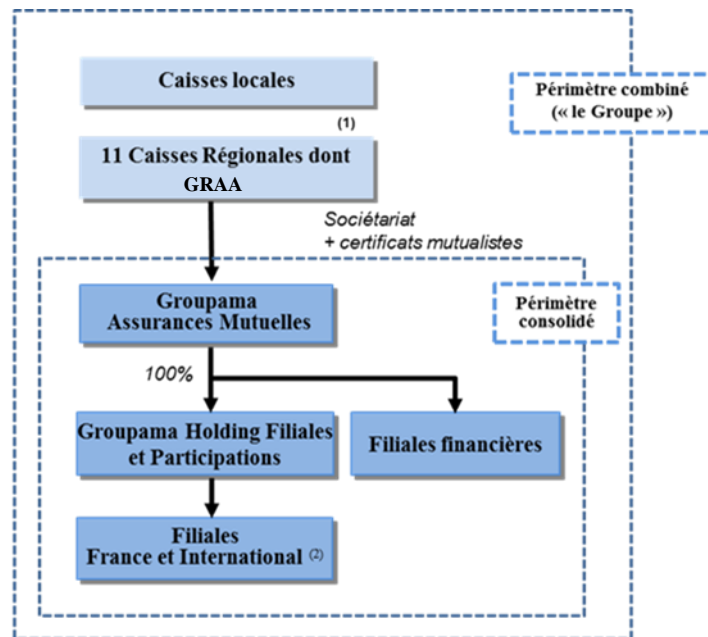 Caisses locales
Périmètre combiné
(« le Groupe »)
(1)
11 Caisses Régionales dont
GRAA
Sociétariat
+ certificats mutualistes
Groupama
Assurances Mutuelles
Périmètre
consolidé
100%
Groupama Holding Filiales
et Participations
Filiales financières
Filiales
France et International (2)